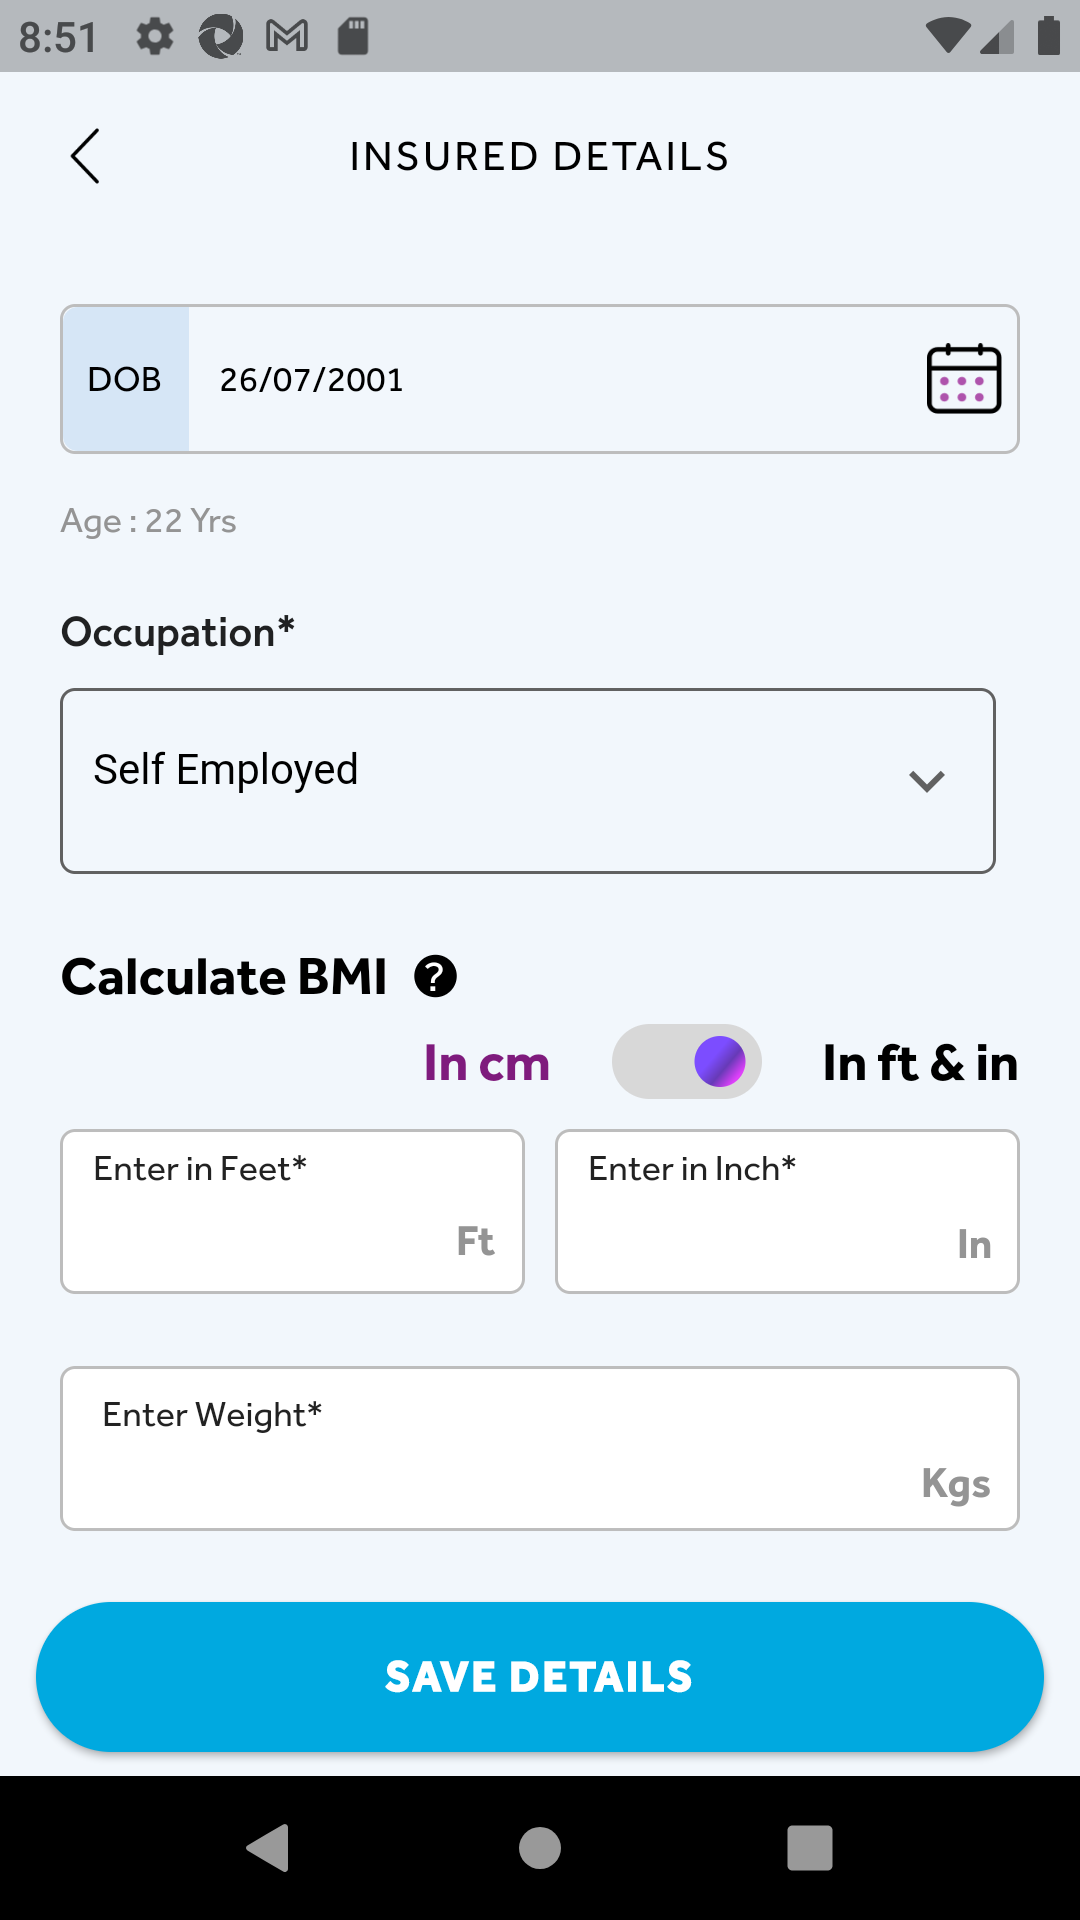 8:51
INSURED DETAILS
DOB 26/07/2001
Age : 22 Yrs
Occupation*
Self Employed
Calculate BMI ?
In cm In ft & in
Enter in Feet* Enter in Inch*
Ft In
Enter Weight*
Kgs
SAVE DETAILS